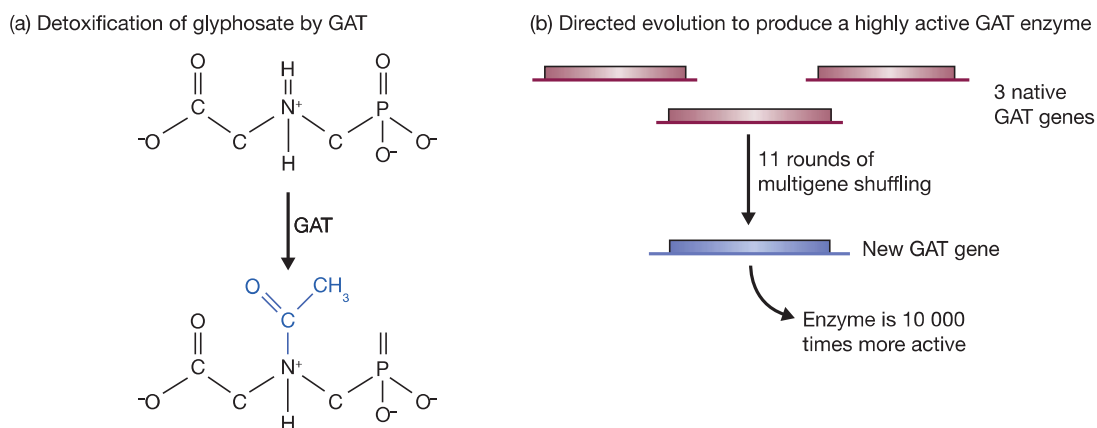 (a) Detoxification of glyphosate by GAT
O H O
C N+ P
-O C C O-
H O-
GAT
O CH3
C
O
C N+ P
-O C C O-
H O-
(b) Directed evolution to produce a highly active GAT enzyme
3 native
GAT genes
11 rounds of
multigene shuffling
New GAT gene
Enzyme is 10 000
times more active